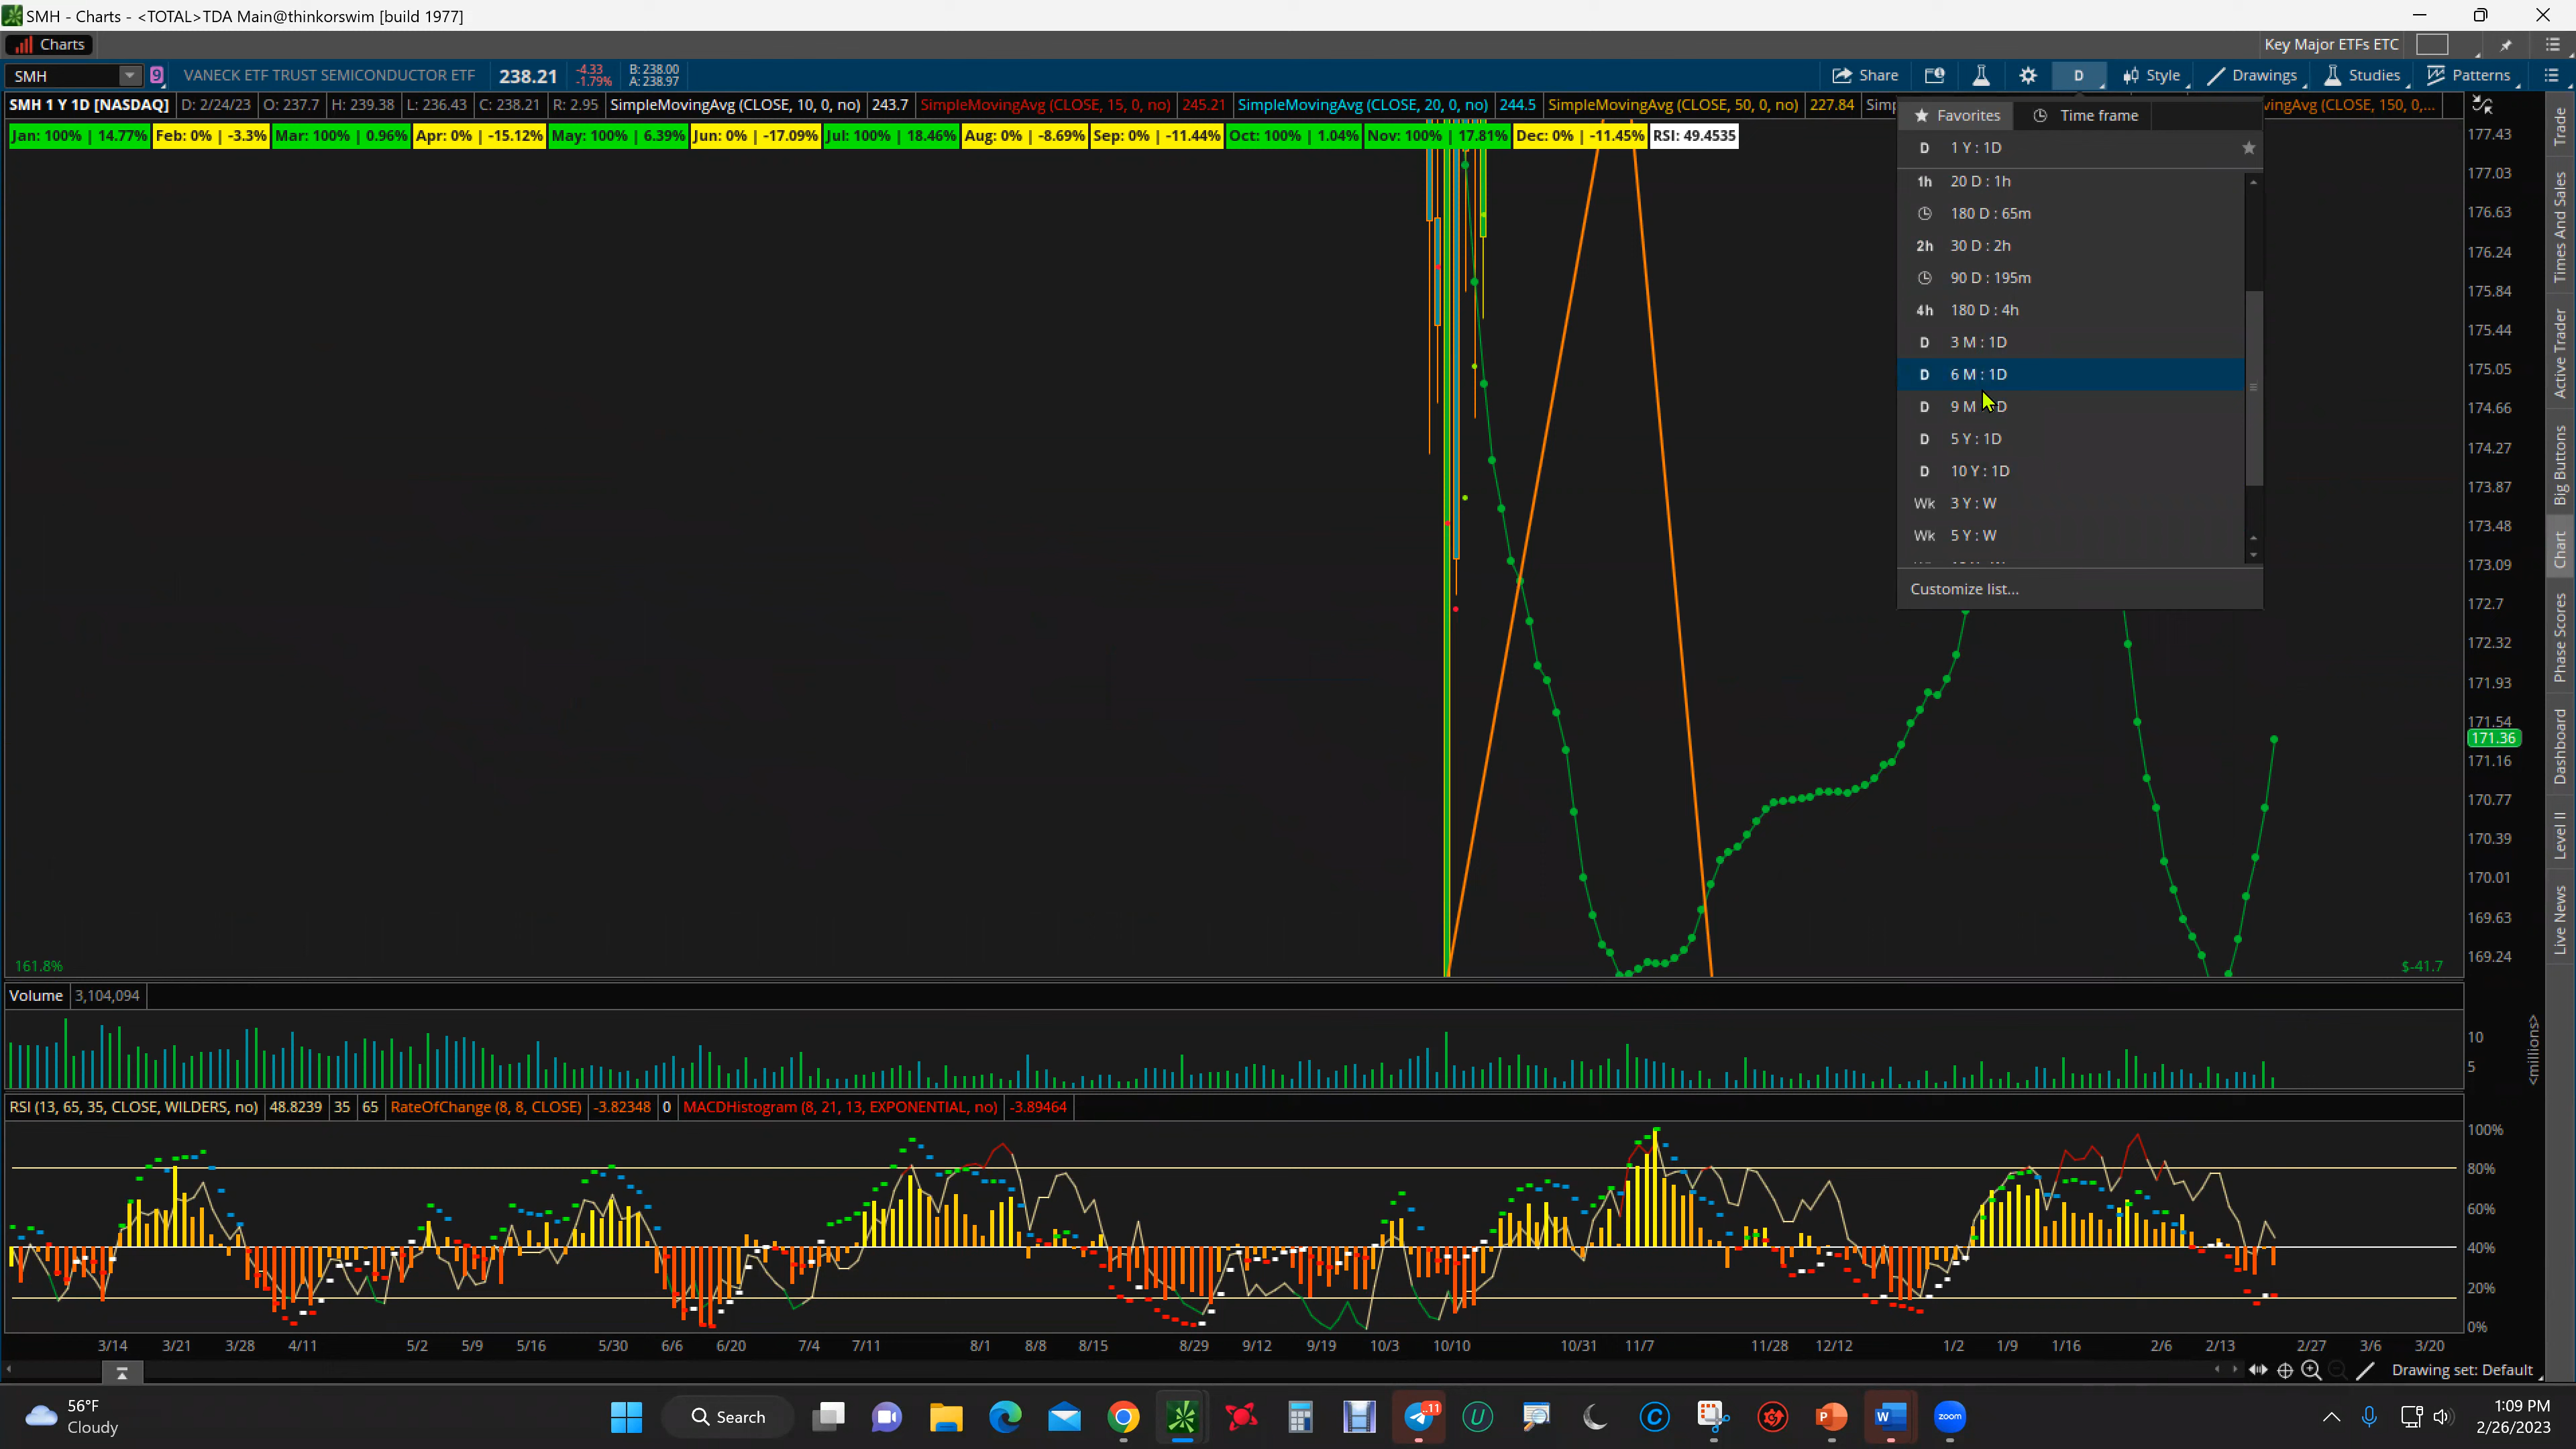 SMH - Charts - <TOTAL>TDA Main@thinkorswim [build 1977]
Charts
Key Major ETFs ETC
SMH
9
VANECK ETF TRUST SEMICONDUCTOR ETF
238.21
-4.33
-1.79%
B: 238.00
A: 238.97
Share
D
Style
Drawings
Studies
Patterns
SMH 1 Y 1D [NASDAQ] D: 2/24/23 O: 237.7 H: 239.38 L: 236.43 C: 238.21 R: 2.95 SimpleMovingAvg (CLOSE, 10, 0, no) 243.7 SimpleMovingAvg (CLOSE, 15, 0, no) 245.21 SimpleMovingAvg (CLOSE, 20, 0, no) 244.5 SimpleMovingAvg (CLOSE, 50, 0, no) 227.84 Simp vingAvg (CLOSE, 150, 0,...
Jan: 100% | 14.77% Feb: 0% | -3.3% Mar: 100% | 0.96% Apr: 0% | -15.12% May: 100% | 6.39% Jun: 0% | -17.09% Jul: 100% | 18.46% Aug: 0% | -8.69% Sep: 0% | -11.44% Oct: 100% | 1.04% Nov: 100% | 17.81% Dec: 0% | -11.45% RSI: 49.4535
Favorites
Time frame
D 1 Y : 1D
1h 20 D : 1h
180 D : 65m
2h 30 D : 2h
90 D : 195m
4h 180 D : 4h
D 3 M : 1D
D 6 M : 1D
D 9 M D
D 5 Y : 1D
D 10 Y : 1D
Wk 3 Y : W
Wk 5 Y : W
Customize list...
177.43
177.03
176.63
176.24
175.84
175.44
175.05
174.66
174.27
173.87
173.48
173.09
172.7
172.32
171.93
171.54
171.36
171.16
170.77
170.39
170.01
169.63
169.24
161.8%
$-41.7
Trade
Times And Sales
Active Trader
Big Buttons
Chart
Phase Scores
Dashboard
Level II
Live News
Volume 3,104,094
10
5
<millions>
RSI (13, 65, 35, CLOSE, WILDERS, no) 48.8239 35 65 RateOfChange (8, 8, CLOSE) -3.82348 0 MACDHistogram (8, 21, 13, EXPONENTIAL, no) -3.89464
100%
80%
60%
40%
20%
0%
3/14 3/21 3/28 4/11 5/2 5/9 5/16 5/30 6/6 6/20 7/4 7/11 8/1 8/8 8/15 8/29 9/12 9/19 10/3 10/10 10/31 11/7 11/28 12/12 1/2 1/9 1/16 2/6 2/13 2/27 3/6 3/20
Drawing set: Default
56°F
Cloudy
Search
11
U
C
P
W
zoom
1:09 PM
2/26/2023